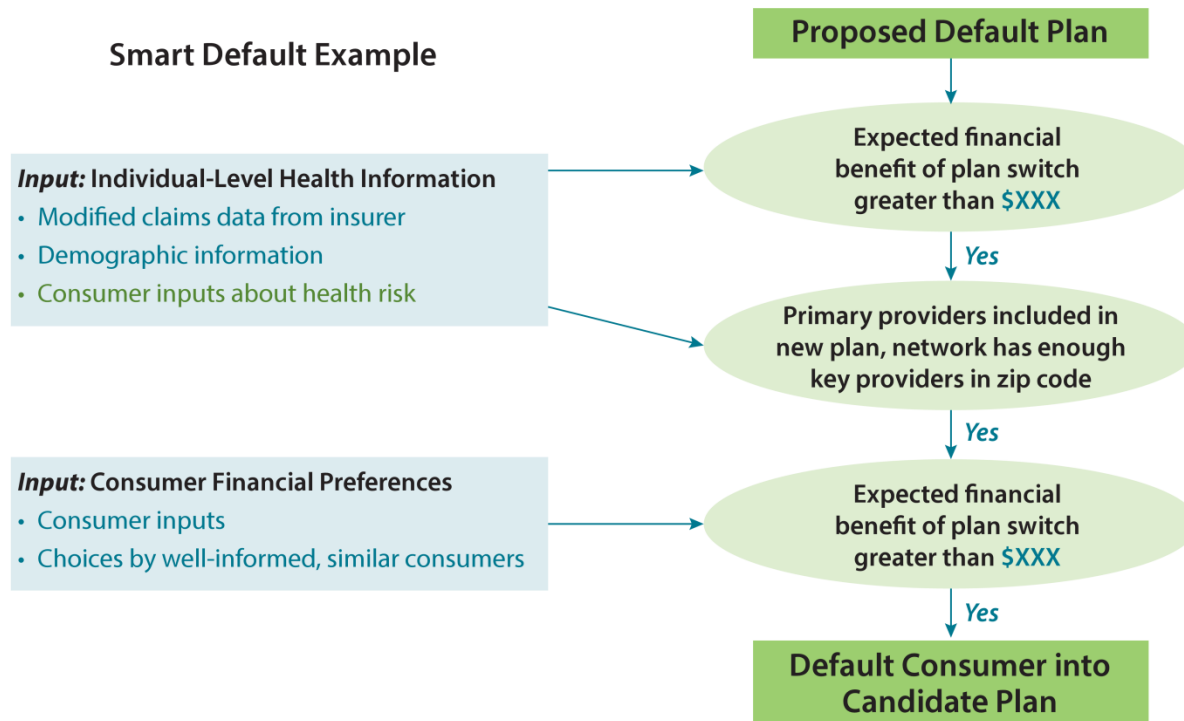 Smart Default Example
Proposed Default Plan
Expected financial
benefit of plan switch
greater than $XXX
Input: Individual-Level Health Information
• Modified claims data from insurer
• Demographic information
• Consumer inputs about health risk
Yes
Primary providers included in
new plan, network has enough
key providers in zip code
Yes
Input: Consumer Financial Preferences
• Consumer inputs
• Choices by well-informed, similar consumers
Expected financial
benefit of plan switch
greater than $XXX
Yes
Default Consumer into
Candidate Plan